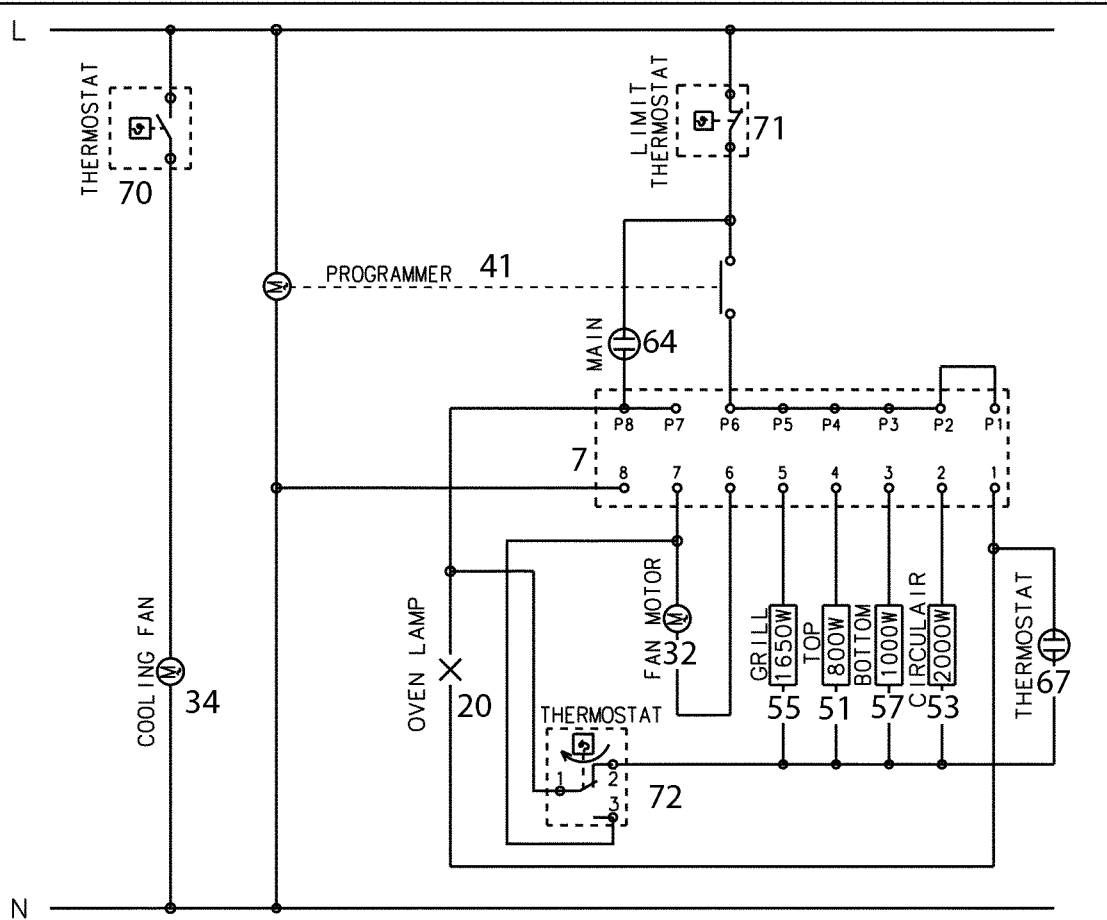 L
THERMOSTAT
70
LIMIT
THERMOSTAT
71
PROGRAMMER
41
MAIN
64
P8 P7 P6 P5 P4 P3 P2 P1
7
8 7 6 5 4 3 2 1
COOLING FAN
M
34
M
OVEN LAMP
20
FAN MOTOR
M
32
GRILL
1650W
55
TOP
800W
51
BOTTOM
1000W
57
CIRCULAIR
2000W
53
THERMOSTAT
67
THERMOSTAT
1
2
3
72
N